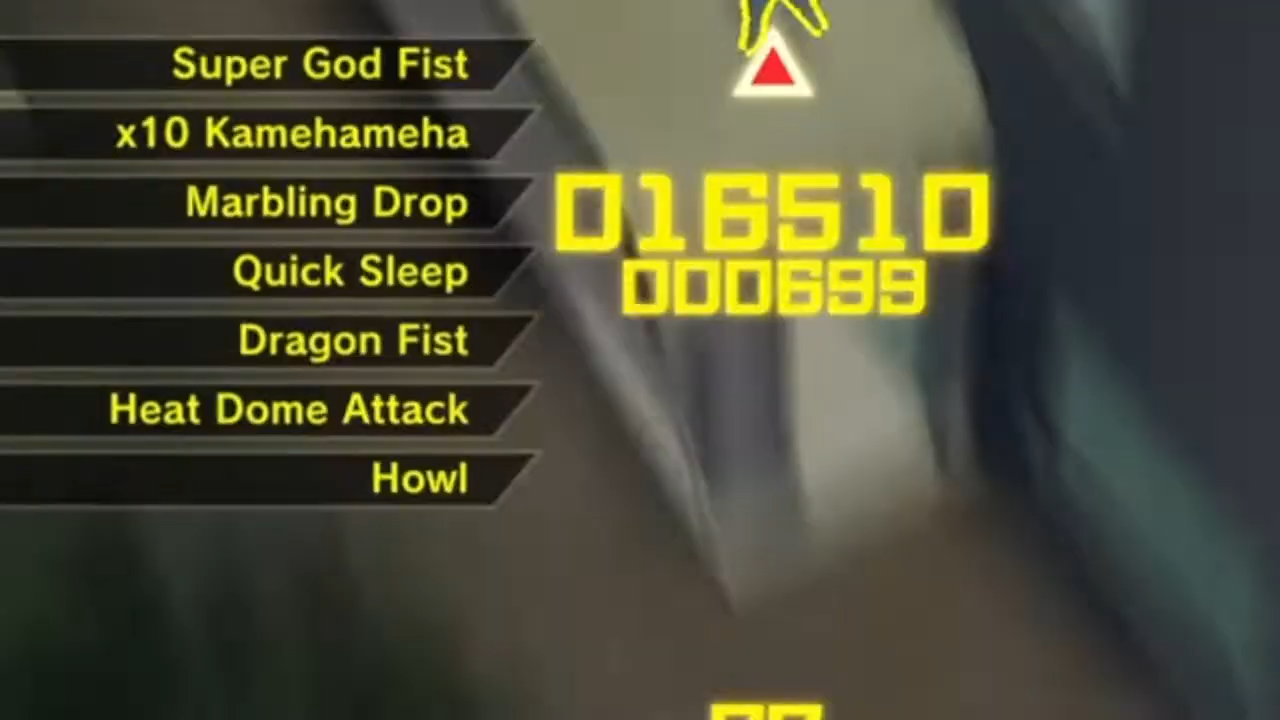 Super God Fist
x10 Kamehameha
Marbling Drop
Quick Sleep
Dragon Fist
Heat Dome Attack
Howl
016510
000699